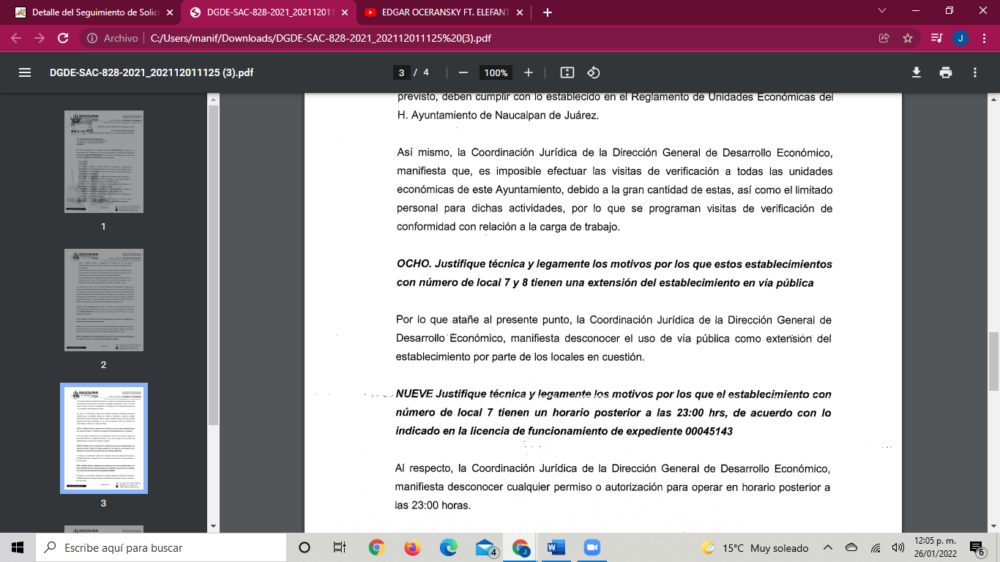 Detalle del Seguimiento de Solici
DGDE-SAC-828-2021_202112011
EDGAR OCERANSKY FT. ELEFANT
Archivo
C:/Users/manif/Downloads/DGDE-SAC-828-2021_202112011125%20(3).pdf
J
DGDE-SAC-828-2021_202112011125 (3).pdf
3 / 4
100%
previsto, deben cumplir con lo establecido en el Reglamento de Unidades Económicas del
H. Ayuntamiento de Naucalpan de Juárez.
Así mismo, la Coordinación Jurídica de la Dirección General de Desarrollo Económico,
manifiesta que, es imposible efectuar las visitas de verificación a todas las unidades
económicas de este Ayuntamiento, debido a la gran cantidad de estas, así como el limitado
personal para dichas actividades, por lo que se programan visitas de verificación de
conformidad con relación a la carga de trabajo.
OCHO. Justifique técnica y legamente los motivos por los que estos establecimientos
con número de local 7 y 8 tienen una extensión del establecimiento en vía pública
Por lo que atañe al presente punto, la Coordinación Jurídica de la Dirección General de
Desarrollo Económico, manifiesta desconocer el uso de vía pública como extensión del
establecimiento por parte de los locales en cuestión.
NUEVE Justifique técnica y legamente los motivos por los que el establecimiento con
número de local 7 tienen un horario posterior a las 23:00 hrs, de acuerdo con lo
indicado en la licencia de funcionamiento de expediente 00045143
Al respecto, la Coordinación Jurídica de la Dirección General de Desarrollo Económico,
manifiesta desconocer cualquier permiso o autorización para operar en horario posterior a
las 23:00 horas.
NAUCALPAN
RECIBIDO
1
NAUCALPAN
2
NAUCALPAN
3
NAUCALPAN
Escribe aquí para buscar
4
J
15°C Muy soleado
12:05 p. m.
26/01/2022
6